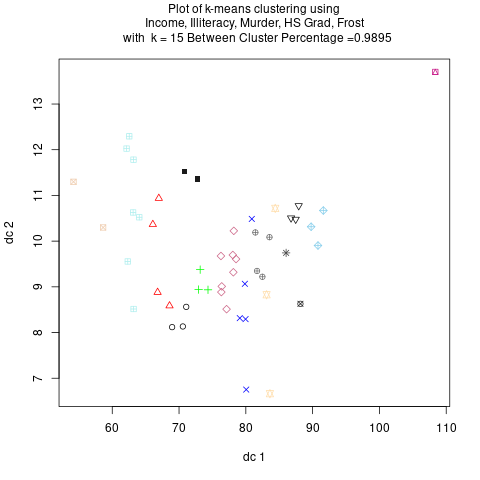 Plot of k-means clustering using
Income, Illiteracy, Murder, HS Grad, Frost
with k = 15 Between Cluster Percentage =0.9895
dc 2
13
12
11
10
9
8
7
60 70 80 90 100 110
dc 1